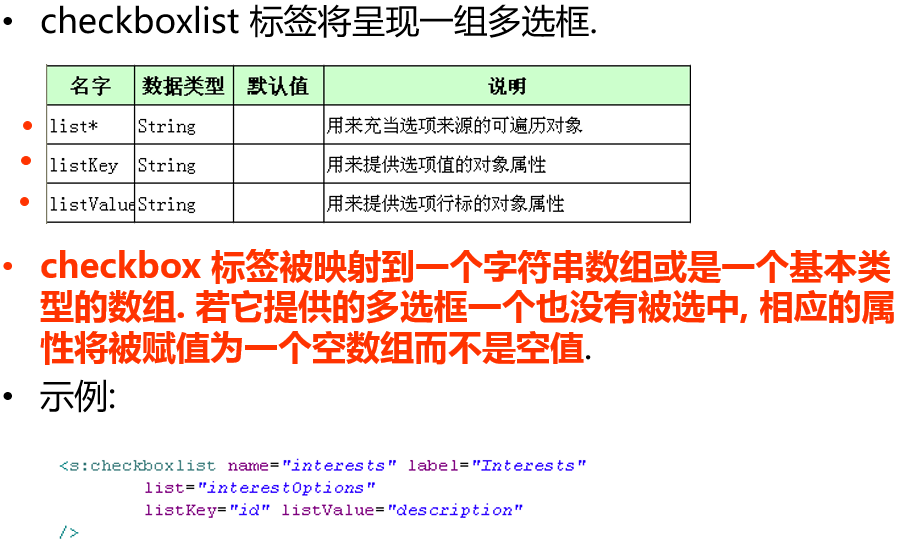 • checkboxlist 标签将呈现一组多选框.
名字 数据类型 默认值 说明
• list* String 用来充当选项来源的可遍历对象
• listKey String 用来提供选项值的对象属性
• listValue String 用来提供选项行标的对象属性
• checkbox 标签被映射到一个字符串数组或是一个基本类
型的数组. 若它提供的多选框一个也没有被选中, 相应的属
性将被赋值为一个空数组而不是空值.
• 示例:
<s:checkboxlist name="interests" label="Interests"
list="interestOptions"
listKey="id" listValue="description"
/>